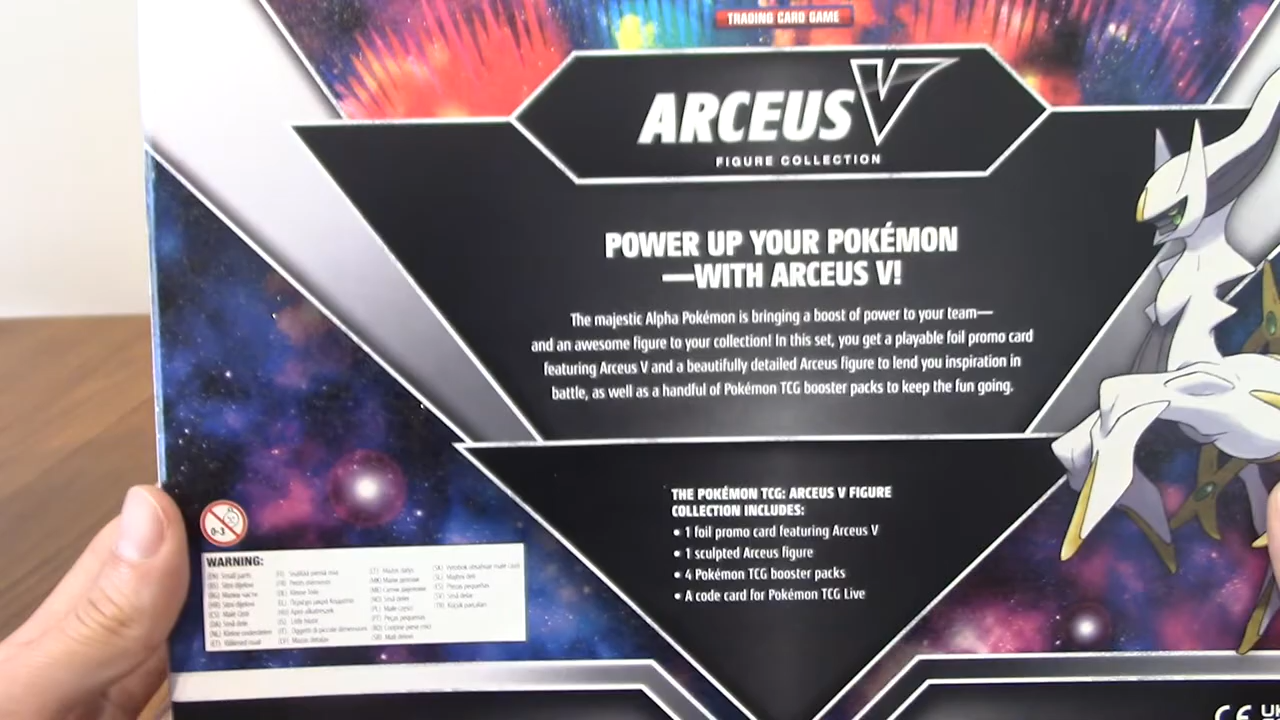 TRADING CARD GAME
ARCEUS V
FIGURE COLLECTION
POWER UP YOUR POKÉMON
—WITH ARCEUS V!
The majestic Alpha Pokémon is bringing a boost of power to your team—
and an awesome figure to your collection! In this set, you get a playable foil promo card
featuring Arceus V and a beautifully detailed Arceus figure to lend you inspiration in
battle, as well as a handful of Pokémon TCG booster packs to keep the fun going.
THE POKÉMON TCG: ARCEUS V FIGURE
COLLECTION INCLUDES:
• 1 foil promo card featuring Arceus V
• 1 sculpted Arceus figure
• 4 Pokémon TCG booster packs
• A code card for Pokémon TCG Live
0-3
WARNING:
(EN) Small parts
CE UK